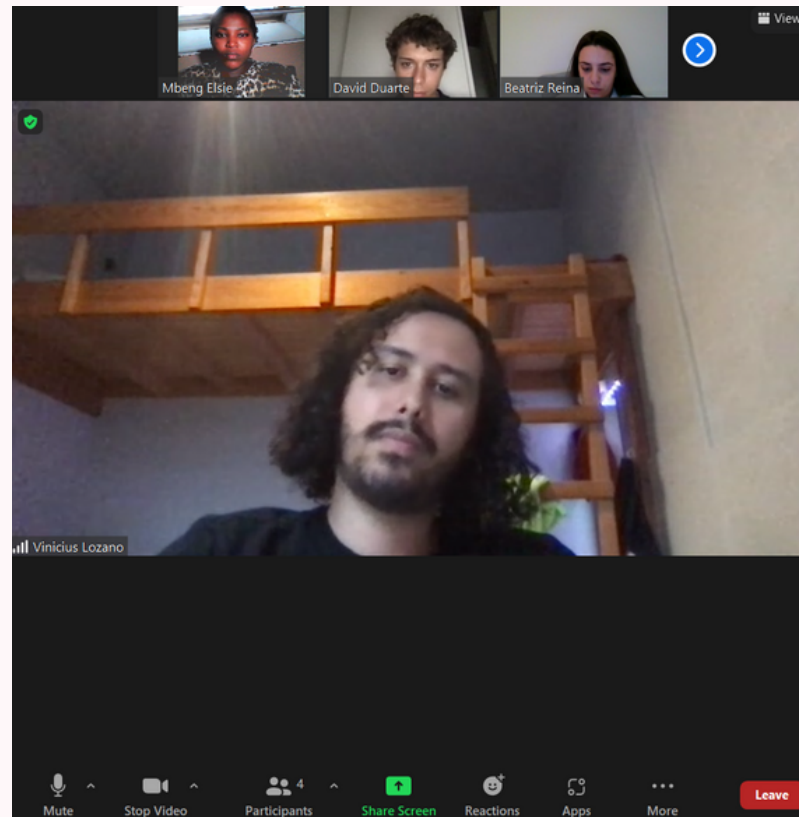 View
Mbeng Elsie
David Duarte
Beatriz Reina
Vinicius Lozano
4
Mute
Stop Video
Participants
Share Screen
Reactions
Apps
More
Leave